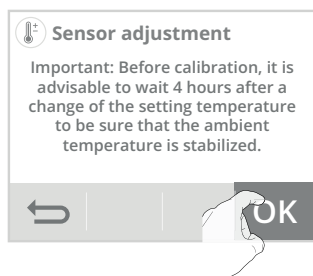 Sensor adjustment
Important: Before calibration, it is
advisable to wait 4 hours after a
change of the setting temperature
to be sure that the ambient
temperature is stabilized.
OK